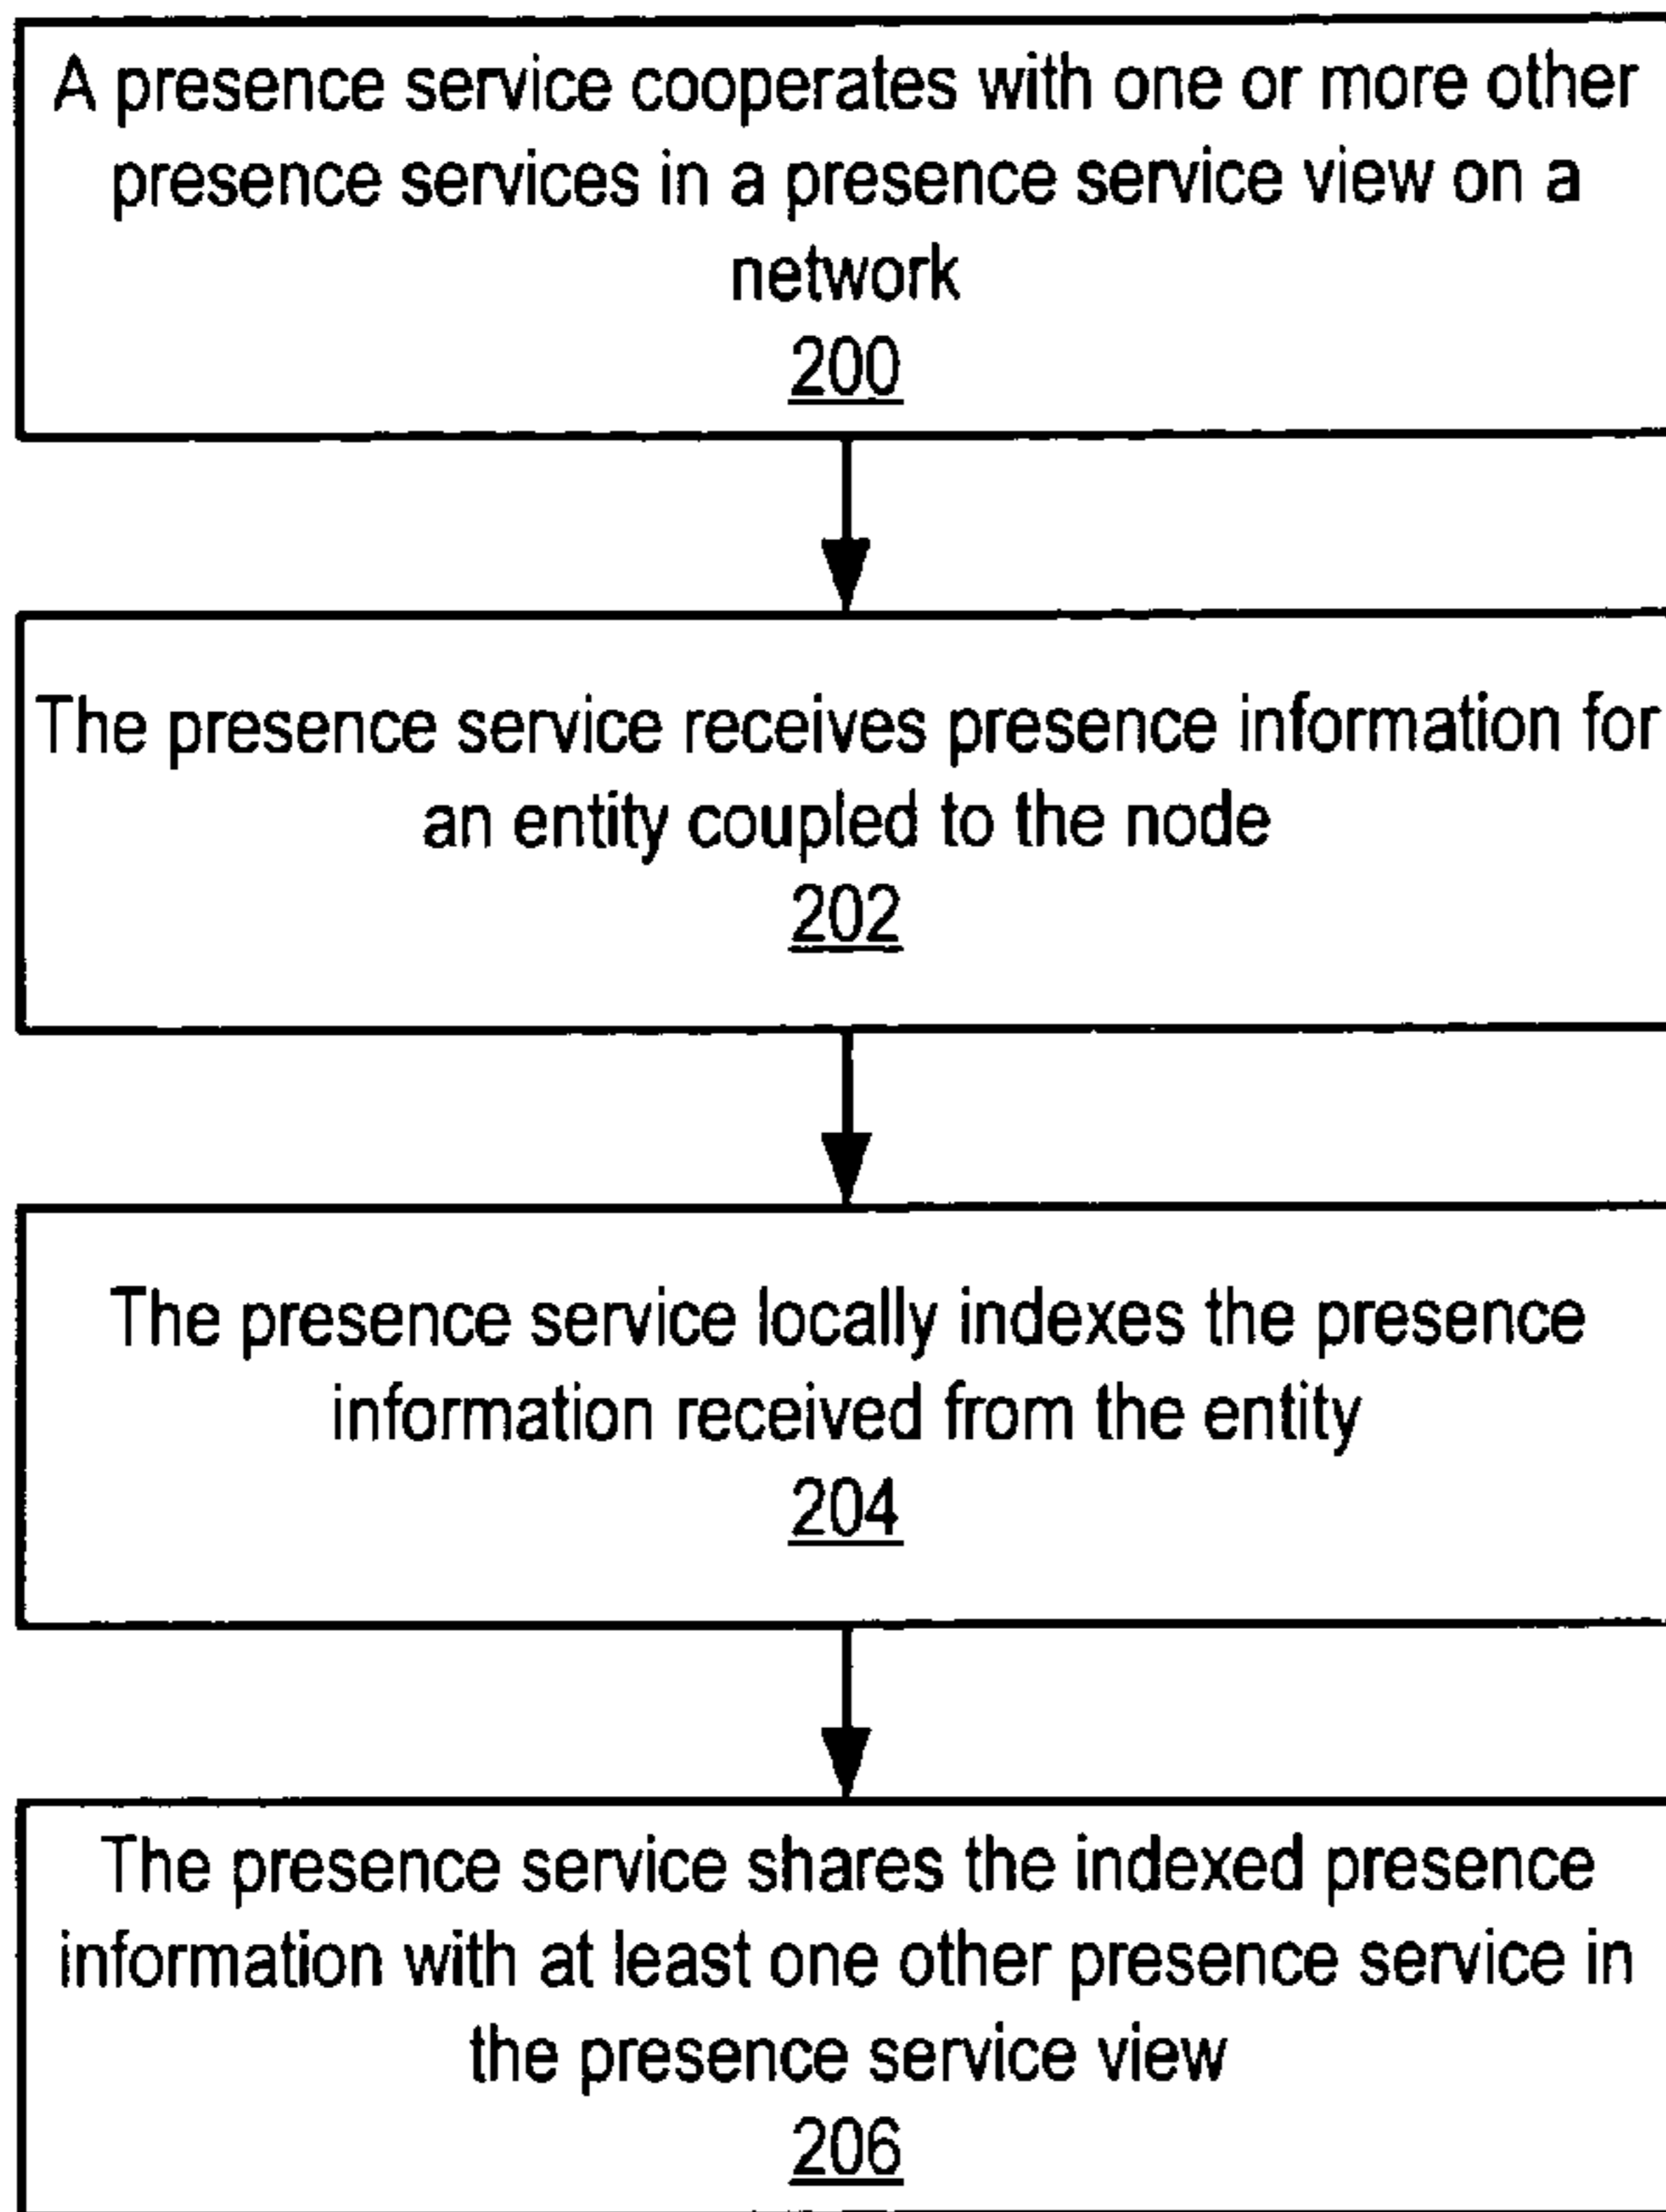 A presence service cooperates with one or more other
presence services in a presence service view on a
network
200
The presence service receives presence information for
an entity coupled to the node
202
The presence service locally indexes the presence
information received from the entity
204
The presence service shares the indexed presence
information with at least one other presence service in
the presence service view
206